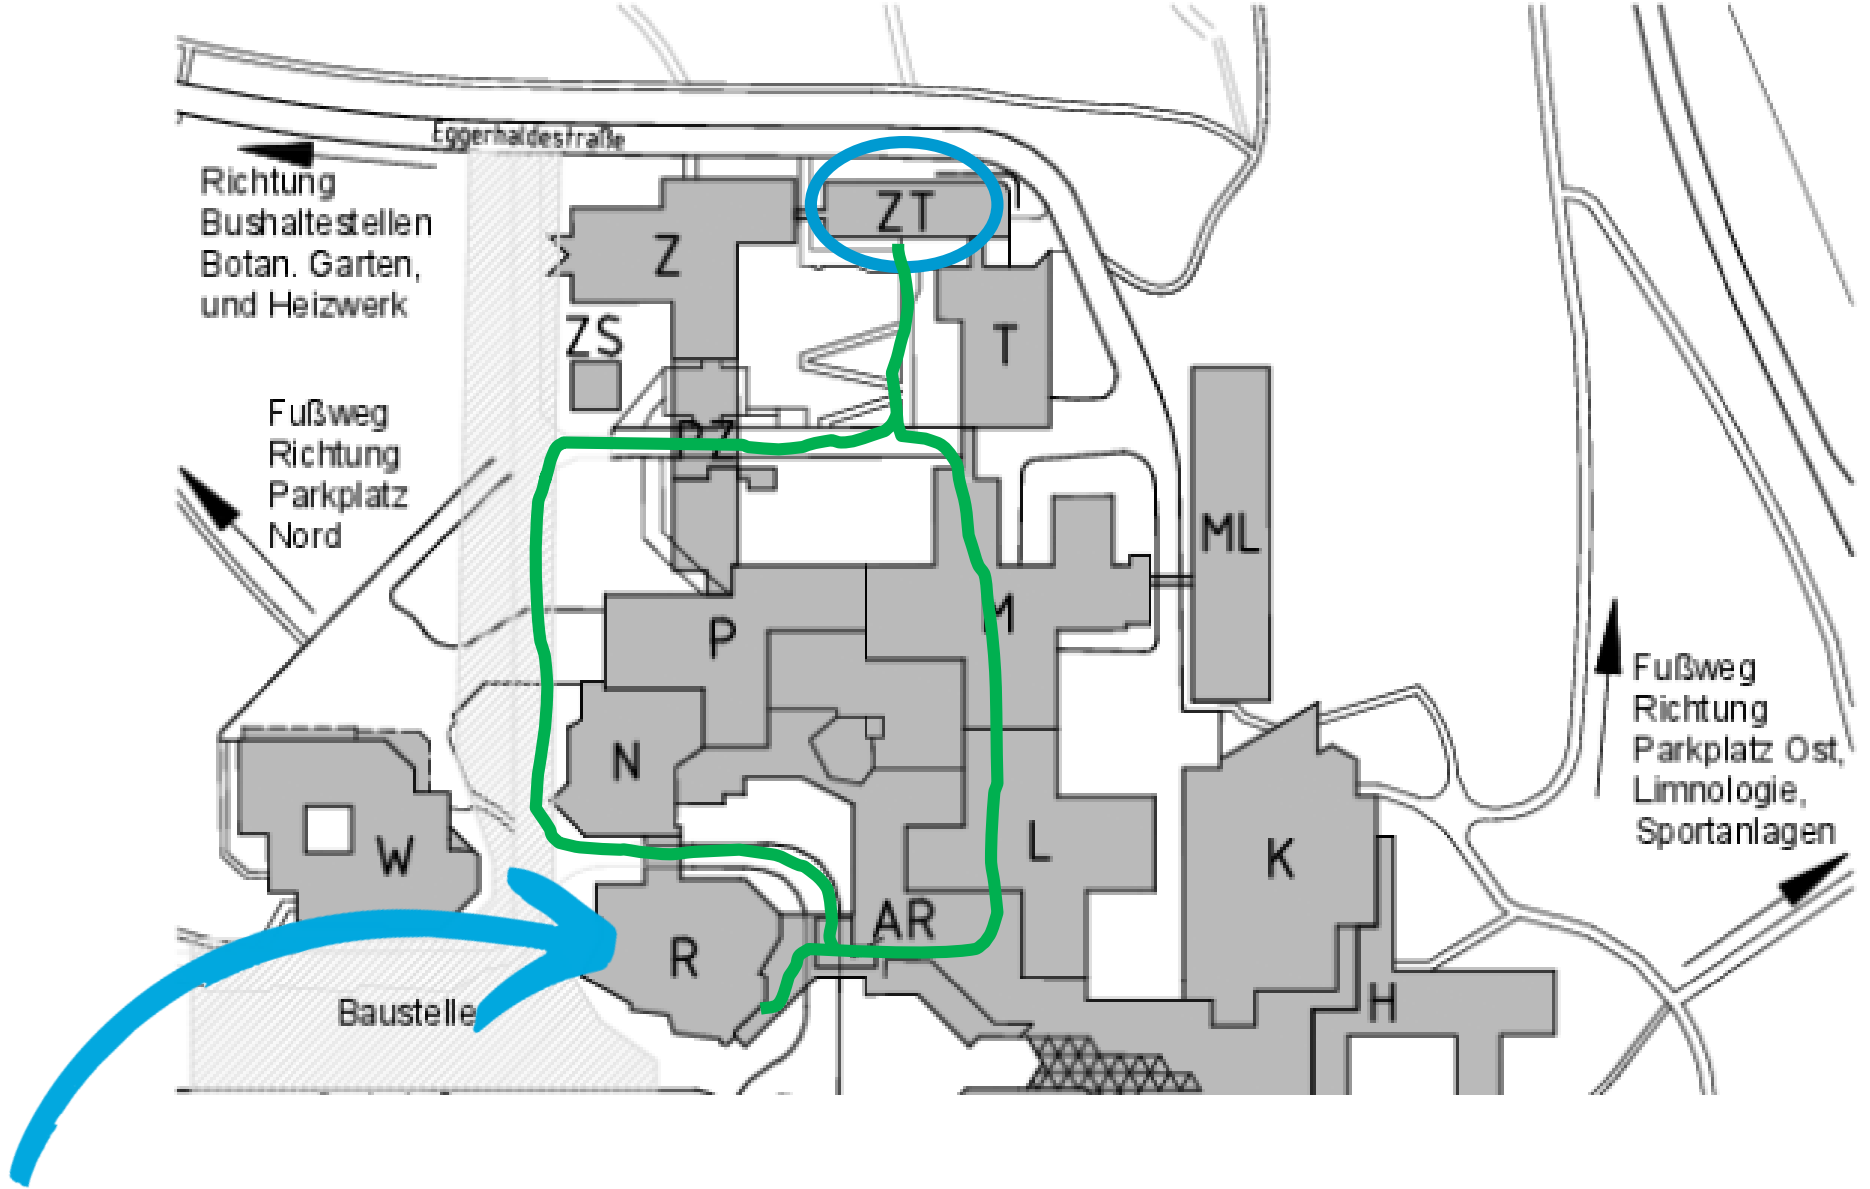 Eggerhaldestraße
Richtung
Bushaltestellen
Botan. Garten,
und Heizwerk
ZT
Z
ZS
T
Fußweg
Richtung
Parkplatz
Nord
PZ
ML
P
M
N
W
L
K
Fußweg
Richtung
Parkplatz Ost,
Limnologie,
Sportanlagen
AR
R
H
Baustelle